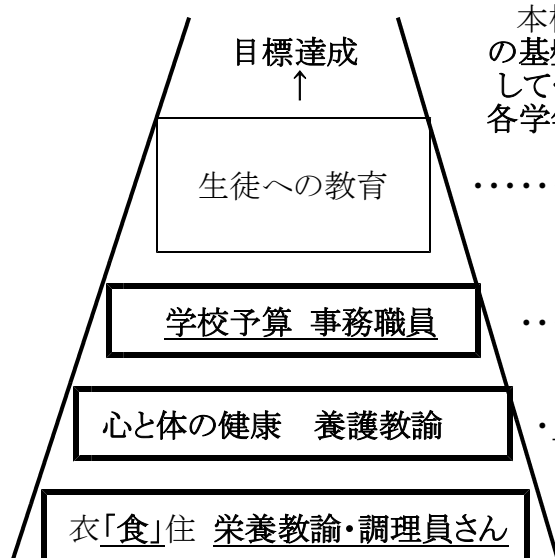 目標達成
↑
本
の基
して
各学
生徒への教育 ‥‥‥
学校予算 事務職員 ‥
心と体の健康 養護教諭 ・
衣「食」住 栄養教諭・調理員さん